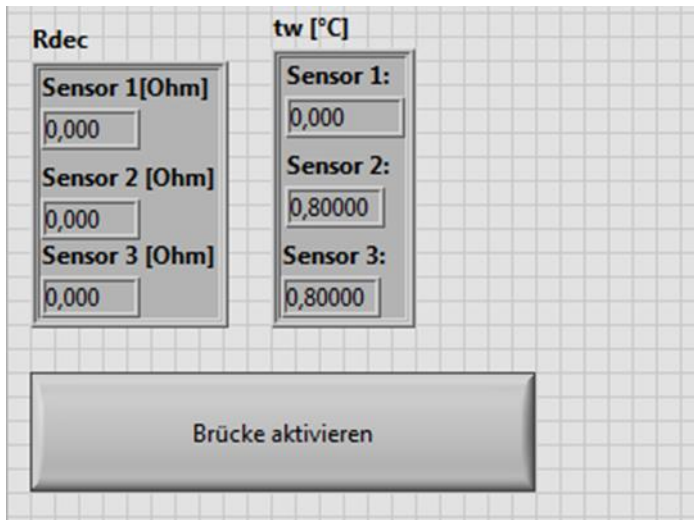 Rdec
Sensor 1[Ohm]
0,000
Sensor 2 [Ohm]
0,000
Sensor 3 [Ohm]
0,000
tw [°C]
Sensor 1:
0,000
Sensor 2:
0,80000
Sensor 3:
0,80000
Brücke aktivieren